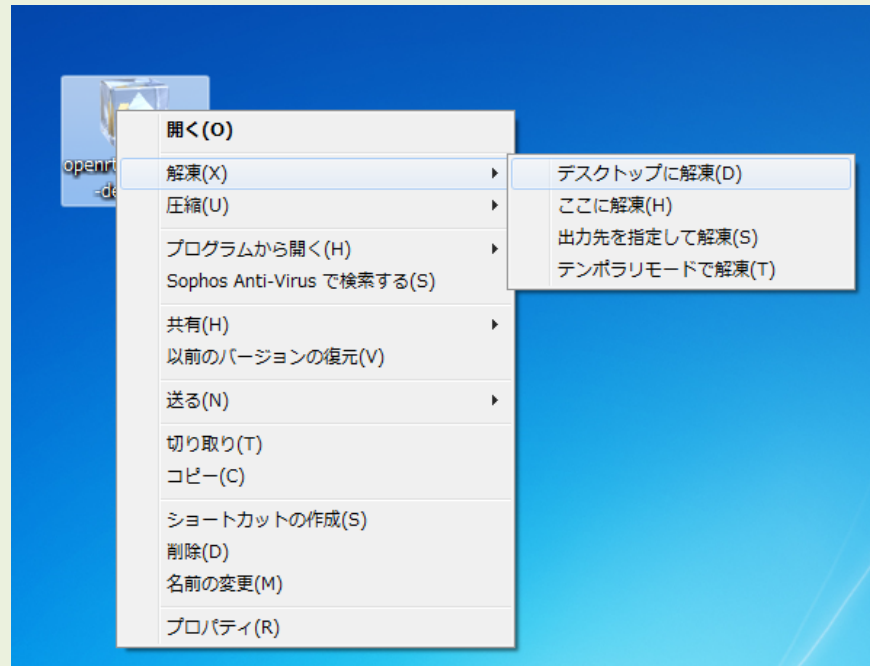 開く(O)
解凍(X)
デスクトップに解凍(D)
圧縮(U)
ここに解凍(H)
出力先を指定して解凍(S)
テンポラリモードで解凍(T)
プログラムから開く(H)
Sophos Anti-Virus で検索する(S)
共有(H)
以前のバージョンの復元(V)
送る(N)
切り取り(T)
コピー(C)
ショートカットの作成(S)
削除(D)
名前の変更(M)
プロパティ(R)